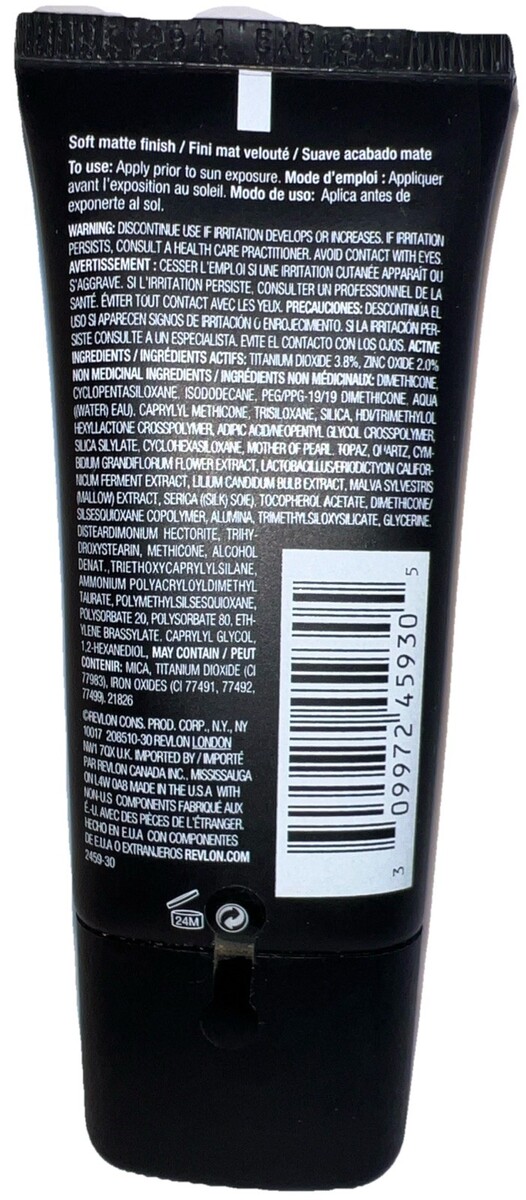 Soft matte finish / Fini mat velouté / Suave acabado mate
To use: Apply prior to sun exposure. Mode d'emploi : Appliquer
avant l'exposition au soleil. Modo de uso: Aplica antes de
exponerte al sol.
WARNING: DISCONTINUE USE IF IRRITATION DEVELOPS OR INCREASES. IF IRRITATION
PERSISTS, CONSULT A HEALTH CARE PRACTITIONER. AVOID CONTACT WITH EYES.
AVERTISSEMENT : CESSER L'EMPLOI SI UNE IRRITATION CUTANÉE APPARAÎT OU
S'AGGRAVE. SI L'IRRITATION PERSISTE, CONSULTER UN PROFESSIONNEL DE LA
SANTÉ. ÉVITER TOUT CONTACT AVEC LES YEUX. PRECAUCIONES: DESCONTINÚA EL
USO SI APARECEN SIGNOS DE IRRITACIÓN O ENROJECIMIENTO. SI LA IRRITACIÓN PER-
SISTE CONSULTE A UN ESPECIALISTA. EVITE EL CONTACTO CON LOS OJOS. ACTIVE
INGREDIENTS / INGRÉDIENTS ACTIFS: TITANIUM DIOXIDE 3.8%, ZINC OXIDE 2.0%
NON MEDICINAL INGREDIENTS / INGRÉDIENTS NON MÉDICINAUX: DIMETHICONE,
CYCLOPENTASILOXANE, ISODODECANE, PEG/PPG-19/19 DIMETHICONE, AQUA
((WATER) EAU), CAPRYLYL METHICONE, TRISILOXANE, SILICA, HDI/TRIMETHYLOL
HEXYLLACTONE CROSSPOLYMER, ADIPIC ACID/NEOPENTYL GLYCOL CROSSPOLYMER,
SILICA SILYLATE, CYCLOHEXASILOXANE, MOTHER OF PEARL, TOPAZ, QUARTZ, CYM-
BIDIUM GRANDIFLORUM FLOWER EXTRACT, LACTOBACILLUS/ERIODICTYON CALIFOR-
NICUM FERMENT EXTRACT, LILIUM CANDIDUM BULB EXTRACT, MALVA SYLVESTRIS
(MALLOW) EXTRACT, SERICA ((SILK) SOIE), TOCOPHEROL ACETATE, DIMETHICONE/
SILSESQUIOXANE COPOLYMER, ALUMINA, TRIMETHYLSILOXYSILICATE, GLYCERINE,
DISTEARDIMONIUM HECTORITE, TRIHY-
DROXYSTEARIN, METHICONE, ALCOHOL
DENAT., TRIETHOXYCAPRYLYLSILANE,
AMMONIUM POLYACRYLOYLDIMETHYL
TAURATE, POLYMETHYLSILSESQUIOXANE,
POLYSORBATE 20, POLYSORBATE 80, ETH-
YLENE BRASSYLATE, CAPRYLYL GLYCOL,
1,2-HEXANEDIOL, MAY CONTAIN / PEUT
CONTENIR: MICA, TITANIUM DIOXIDE (CI
77983), IRON OXIDES (CI 77491, 77492,
77499). 21826
©REVLON CONS. PROD. CORP., N.Y., NY
10017 208510-30 REVLON LONDON
NW1 7QX U.K. IMPORTED BY / IMPORTÉ
PAR REVLON CANADA INC., MISSISSAUGA
ON L4W 0A8 MADE IN THE U.S.A WITH
NON-U.S COMPONENTS FABRIQUÉ AUX
É.-U. AVEC DES PIÈCES DE L'ÉTRANGER.
HECHO EN E.U.A CON COMPONENTES
DE E.U.A O EXTRANJEROS REVLON.COM
2459-30
3 09972 45930 5
24M